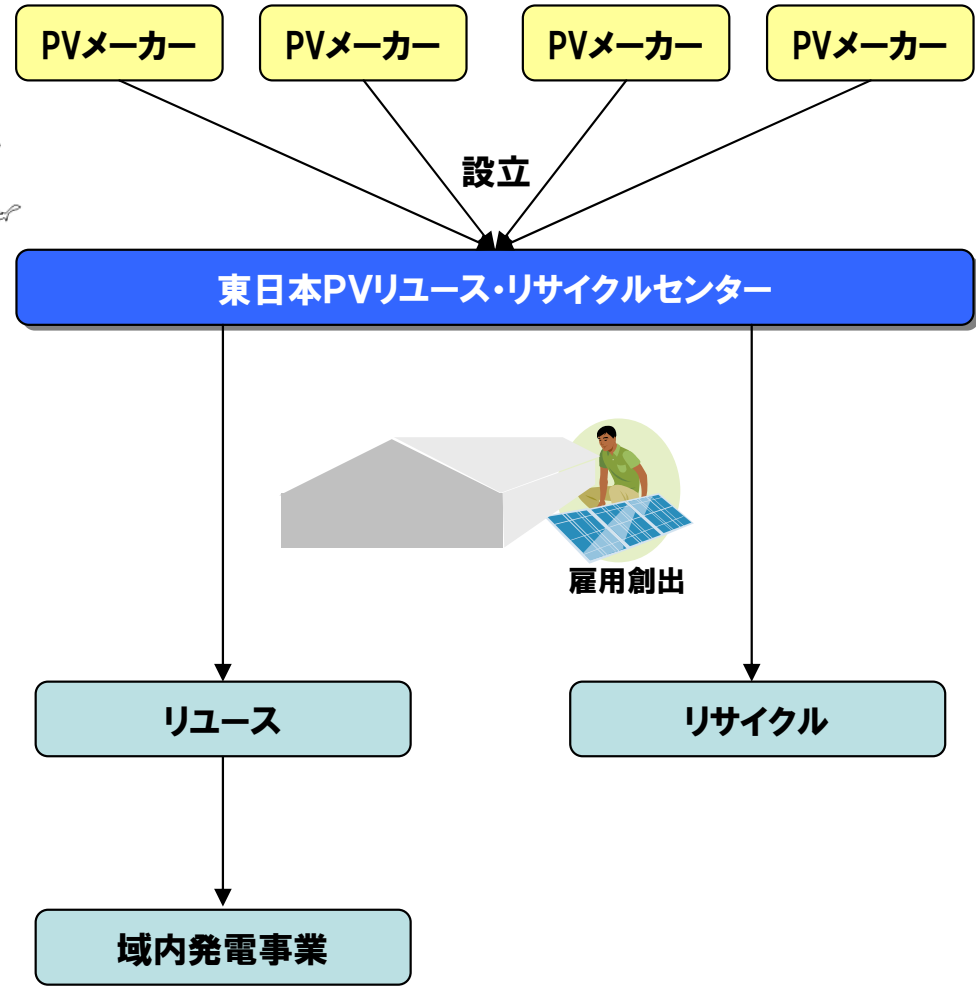 PVメーカー
PVメーカー
PVメーカー
PVメーカー
設立
東日本PVリユース・リサイクルセンター
雇用創出
リユース
リサイクル
域内発電事業